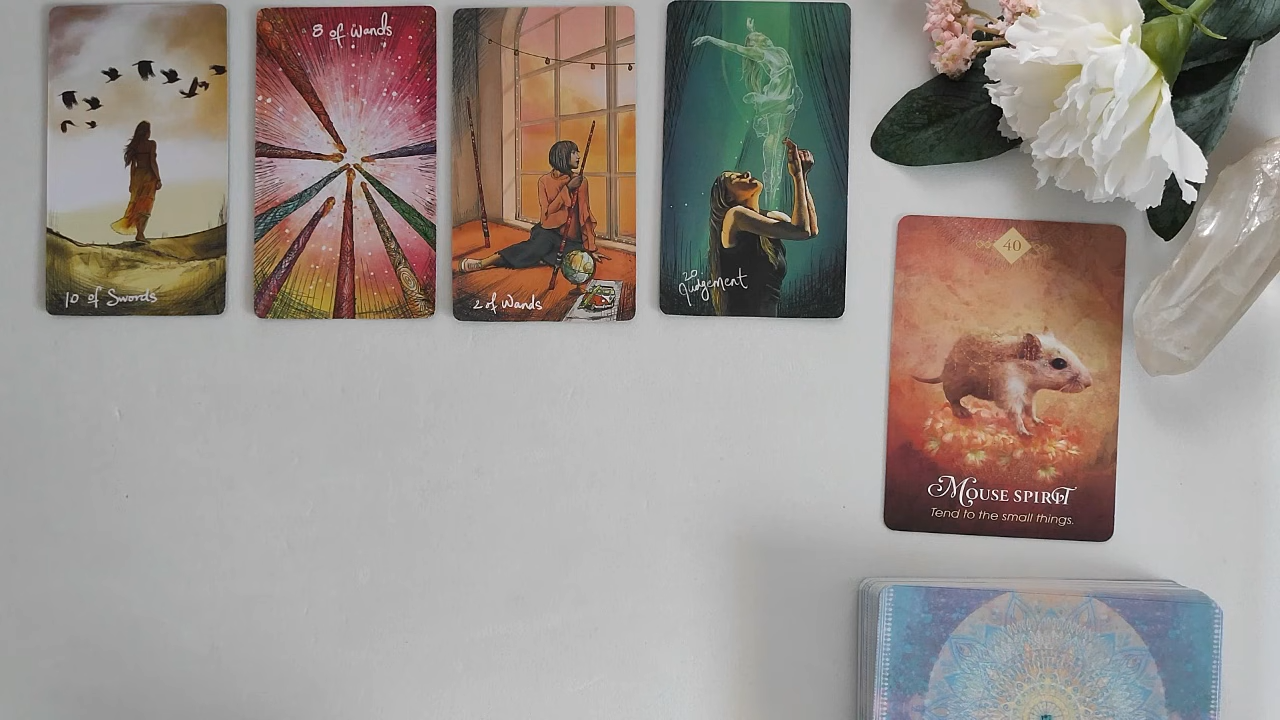 10 of Swords
8 of Wands
2 of Wands
20
Judgement
40
MOUSE SPIRIT
Tend to the small things.